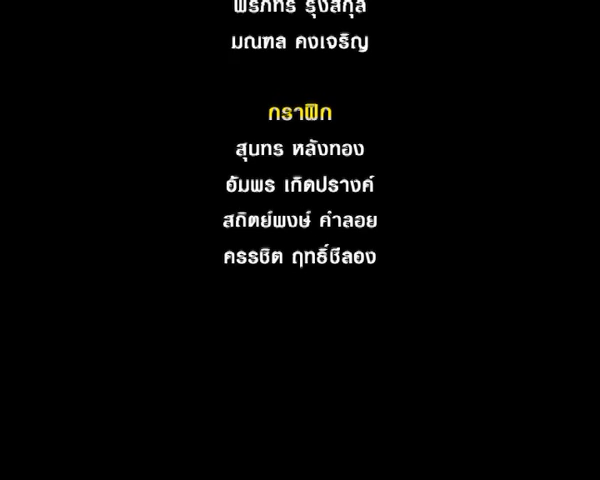 พรภัทร รุ่งสกุล
มณฑล คงเจริญ
กราฟิก
สุนทร หลังทอง
อัมพร เกิดปรางค์
สถิตย์พงษ์ คำลอย
ครรชิต ฤทธิ์ชีลอง